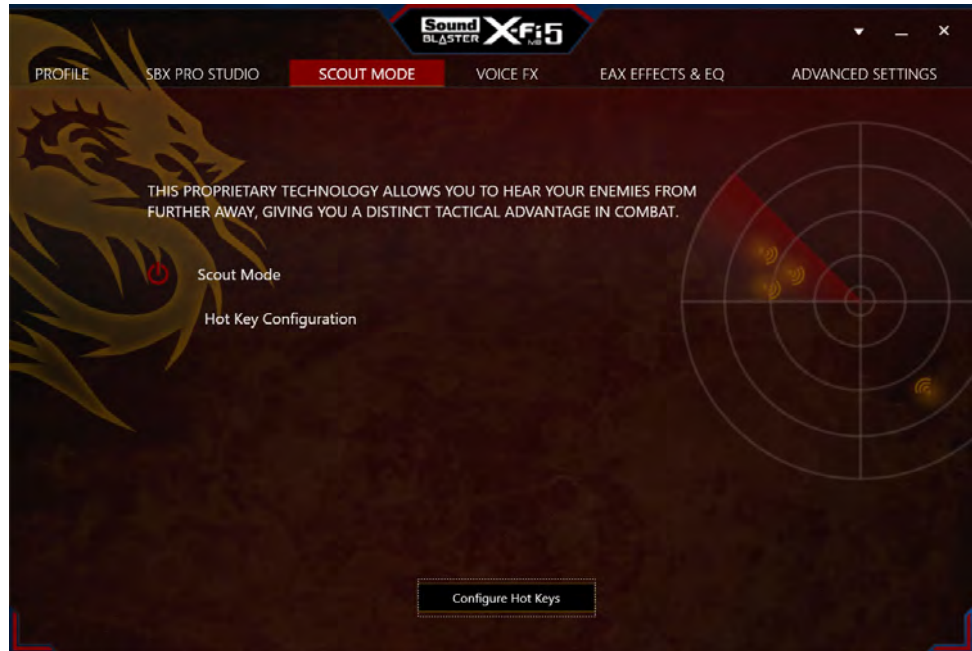 Sound BLASTER X-Fi MB 5
PROFILE SBX PRO STUDIO SCOUT MODE VOICE FX EAX EFFECTS & EQ ADVANCED SETTINGS
THIS PROPRIETARY TECHNOLOGY ALLOWS YOU TO HEAR YOUR ENEMIES FROM
FURTHER AWAY, GIVING YOU A DISTINCT TACTICAL ADVANTAGE IN COMBAT.
Scout Mode
Hot Key Configuration
Configure Hot Keys